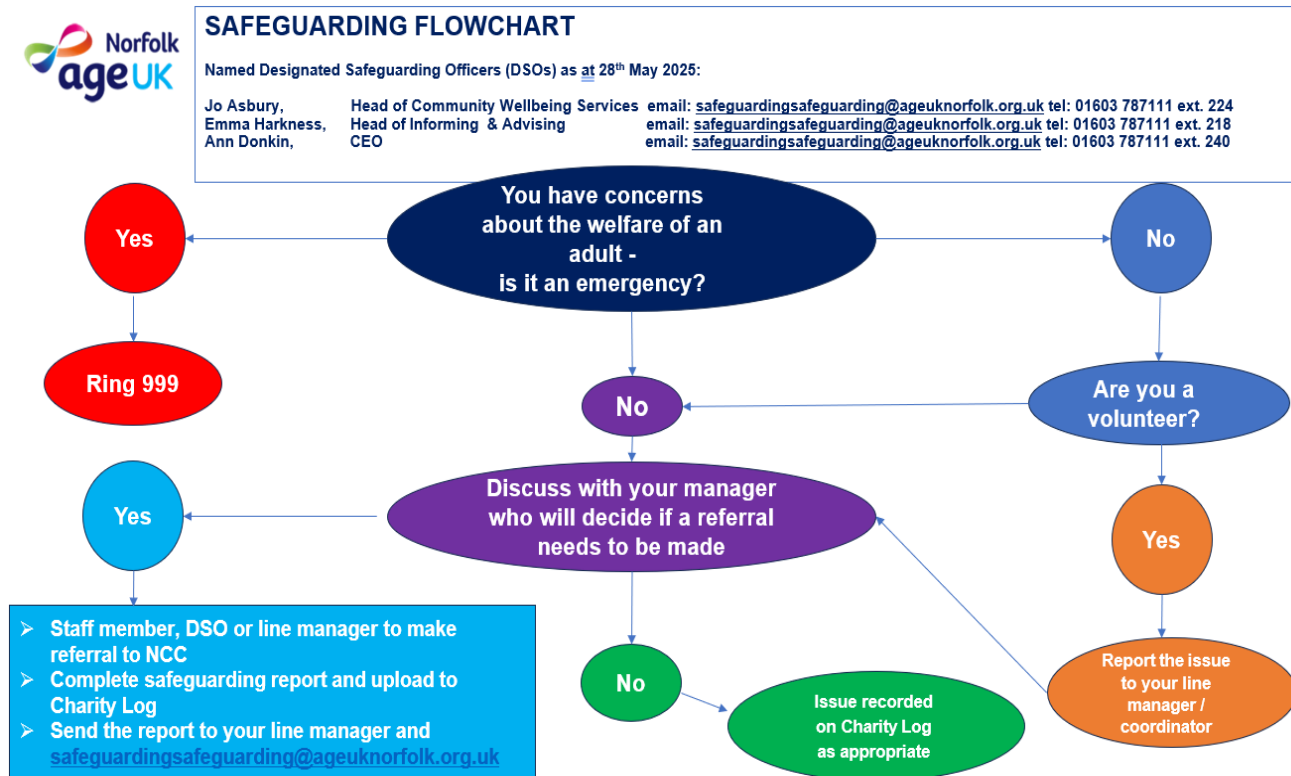 Norfolk
ageUK
SAFEGUARDING FLOWCHART
Named Designated Safeguarding Officers (DSOs) as at 28th May 2025:
Jo Asbury, Head of Community Wellbeing Services email: safeguardingsafeguarding@ageuknorfolk.org.uk tel: 01603 787111 ext. 224
Emma Harkness, Head of Informing & Advising email: safeguardingsafeguarding@ageuknorfolk.org.uk tel: 01603 787111 ext. 218
Ann Donkin, CEO email: safeguardingsafeguarding@ageuknorfolk.org.uk tel: 01603 787111 ext. 240
You have concerns
about the welfare of an
adult -
is it an emergency?
Yes
No
Ring 999
No
Are you a
volunteer?
Yes
Discuss with your manager
who will decide if a referral
needs to be made
Yes
➢ Staff member, DSO or line manager to make
referral to NCC
➢ Complete safeguarding report and upload to
Charity Log
➢ Send the report to your line manager and
safeguardingsafeguarding@ageuknorfolk.org.uk
No
Issue recorded
on Charity Log
as appropriate
Report the issue
to your line
manager /
coordinator